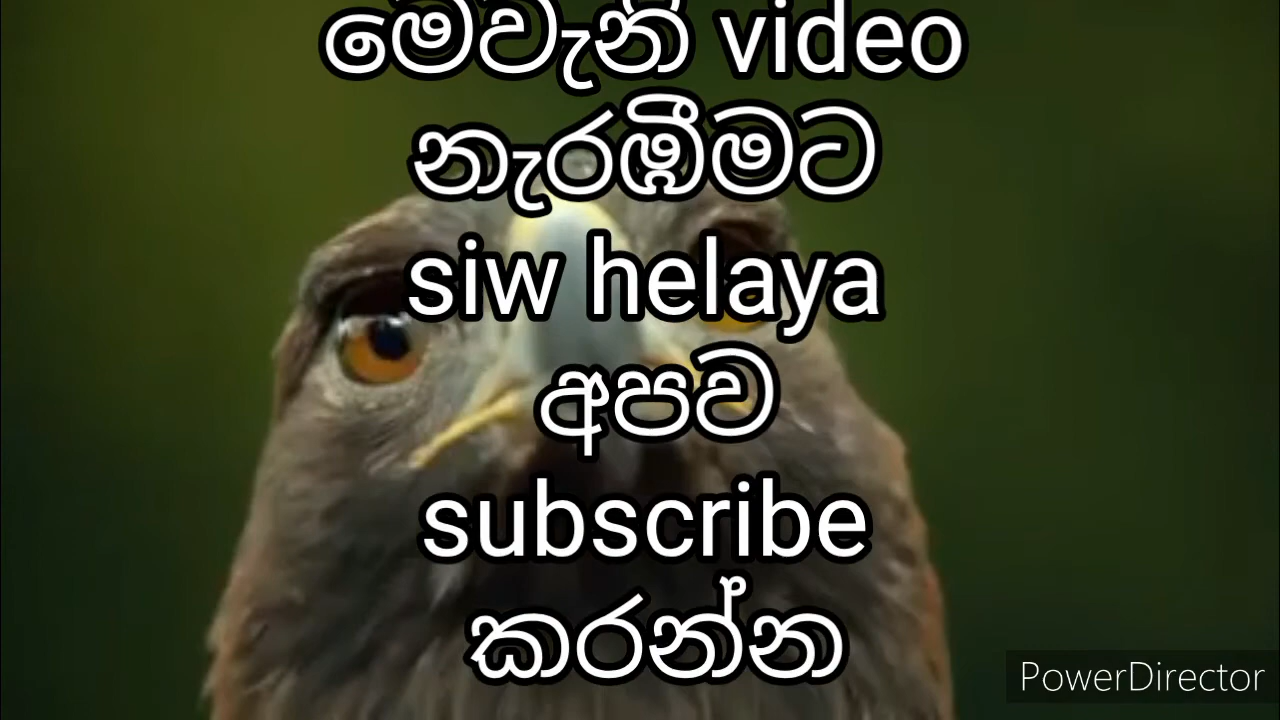 මෙවැනි video
නැරඹීමට
siw helaya
අපව
subscribe
කරන්න
PowerDirector